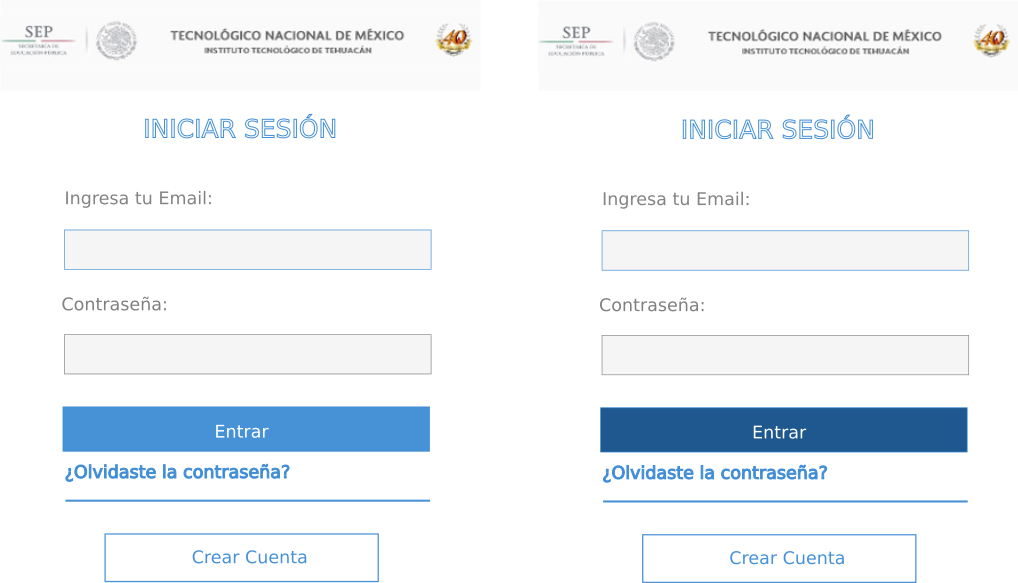 SEP
SECRETARÍA DE
EDUCACIÓN PÚBLICA
TECNOLÓGICO NACIONAL DE MÉXICO
INSTITUTO TECNOLÓGICO DE TEHUACÁN
40
INICIAR SESIÓN
Ingresa tu Email:
Contraseña:
Entrar
¿Olvidaste la contraseña?
Crear Cuenta
SEP
SECRETARÍA DE
EDUCACIÓN PÚBLICA
TECNOLÓGICO NACIONAL DE MÉXICO
INSTITUTO TECNOLÓGICO DE TEHUACÁN
40
INICIAR SESIÓN
Ingresa tu Email:
Contraseña:
Entrar
¿Olvidaste la contraseña?
Crear Cuenta